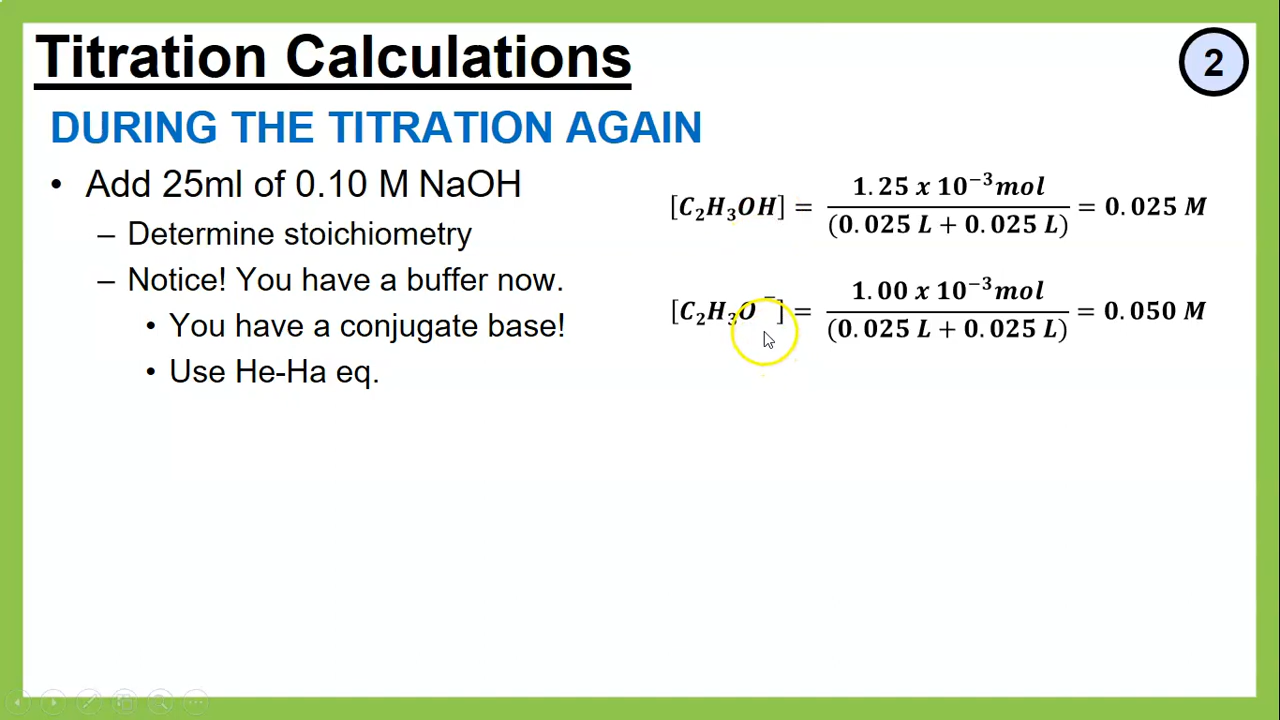 Titration Calculations
2
DURING THE TITRATION AGAIN
• Add 25ml of 0.10 M NaOH
– Determine stoichiometry
– Notice! You have a buffer now.
• You have a conjugate base!
• Use He-Ha eq.
[C₂H₃OH] = 1.25 x 10⁻³mol / (0.025 L + 0.025 L) = 0.025 M
[C₂H₃O⁻] = 1.00 x 10⁻³mol / (0.025 L + 0.025 L) = 0.050 M